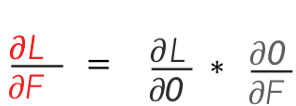 ∂L/∂F = ∂L/∂O * ∂O/∂F